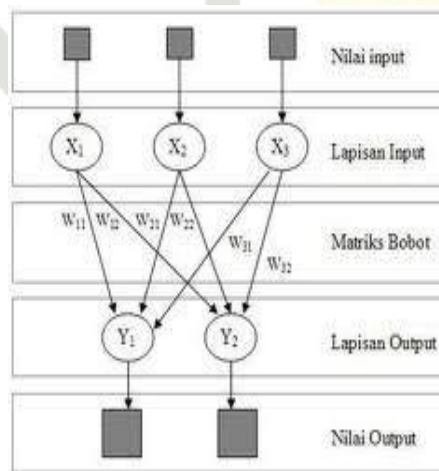 Nilai input
X1 X2 X3
Lapisan Input
W11 W12 W21 W22
W31
Matriks Bobot
W32
Y1 Y2
Lapisan Output
Nilai Output